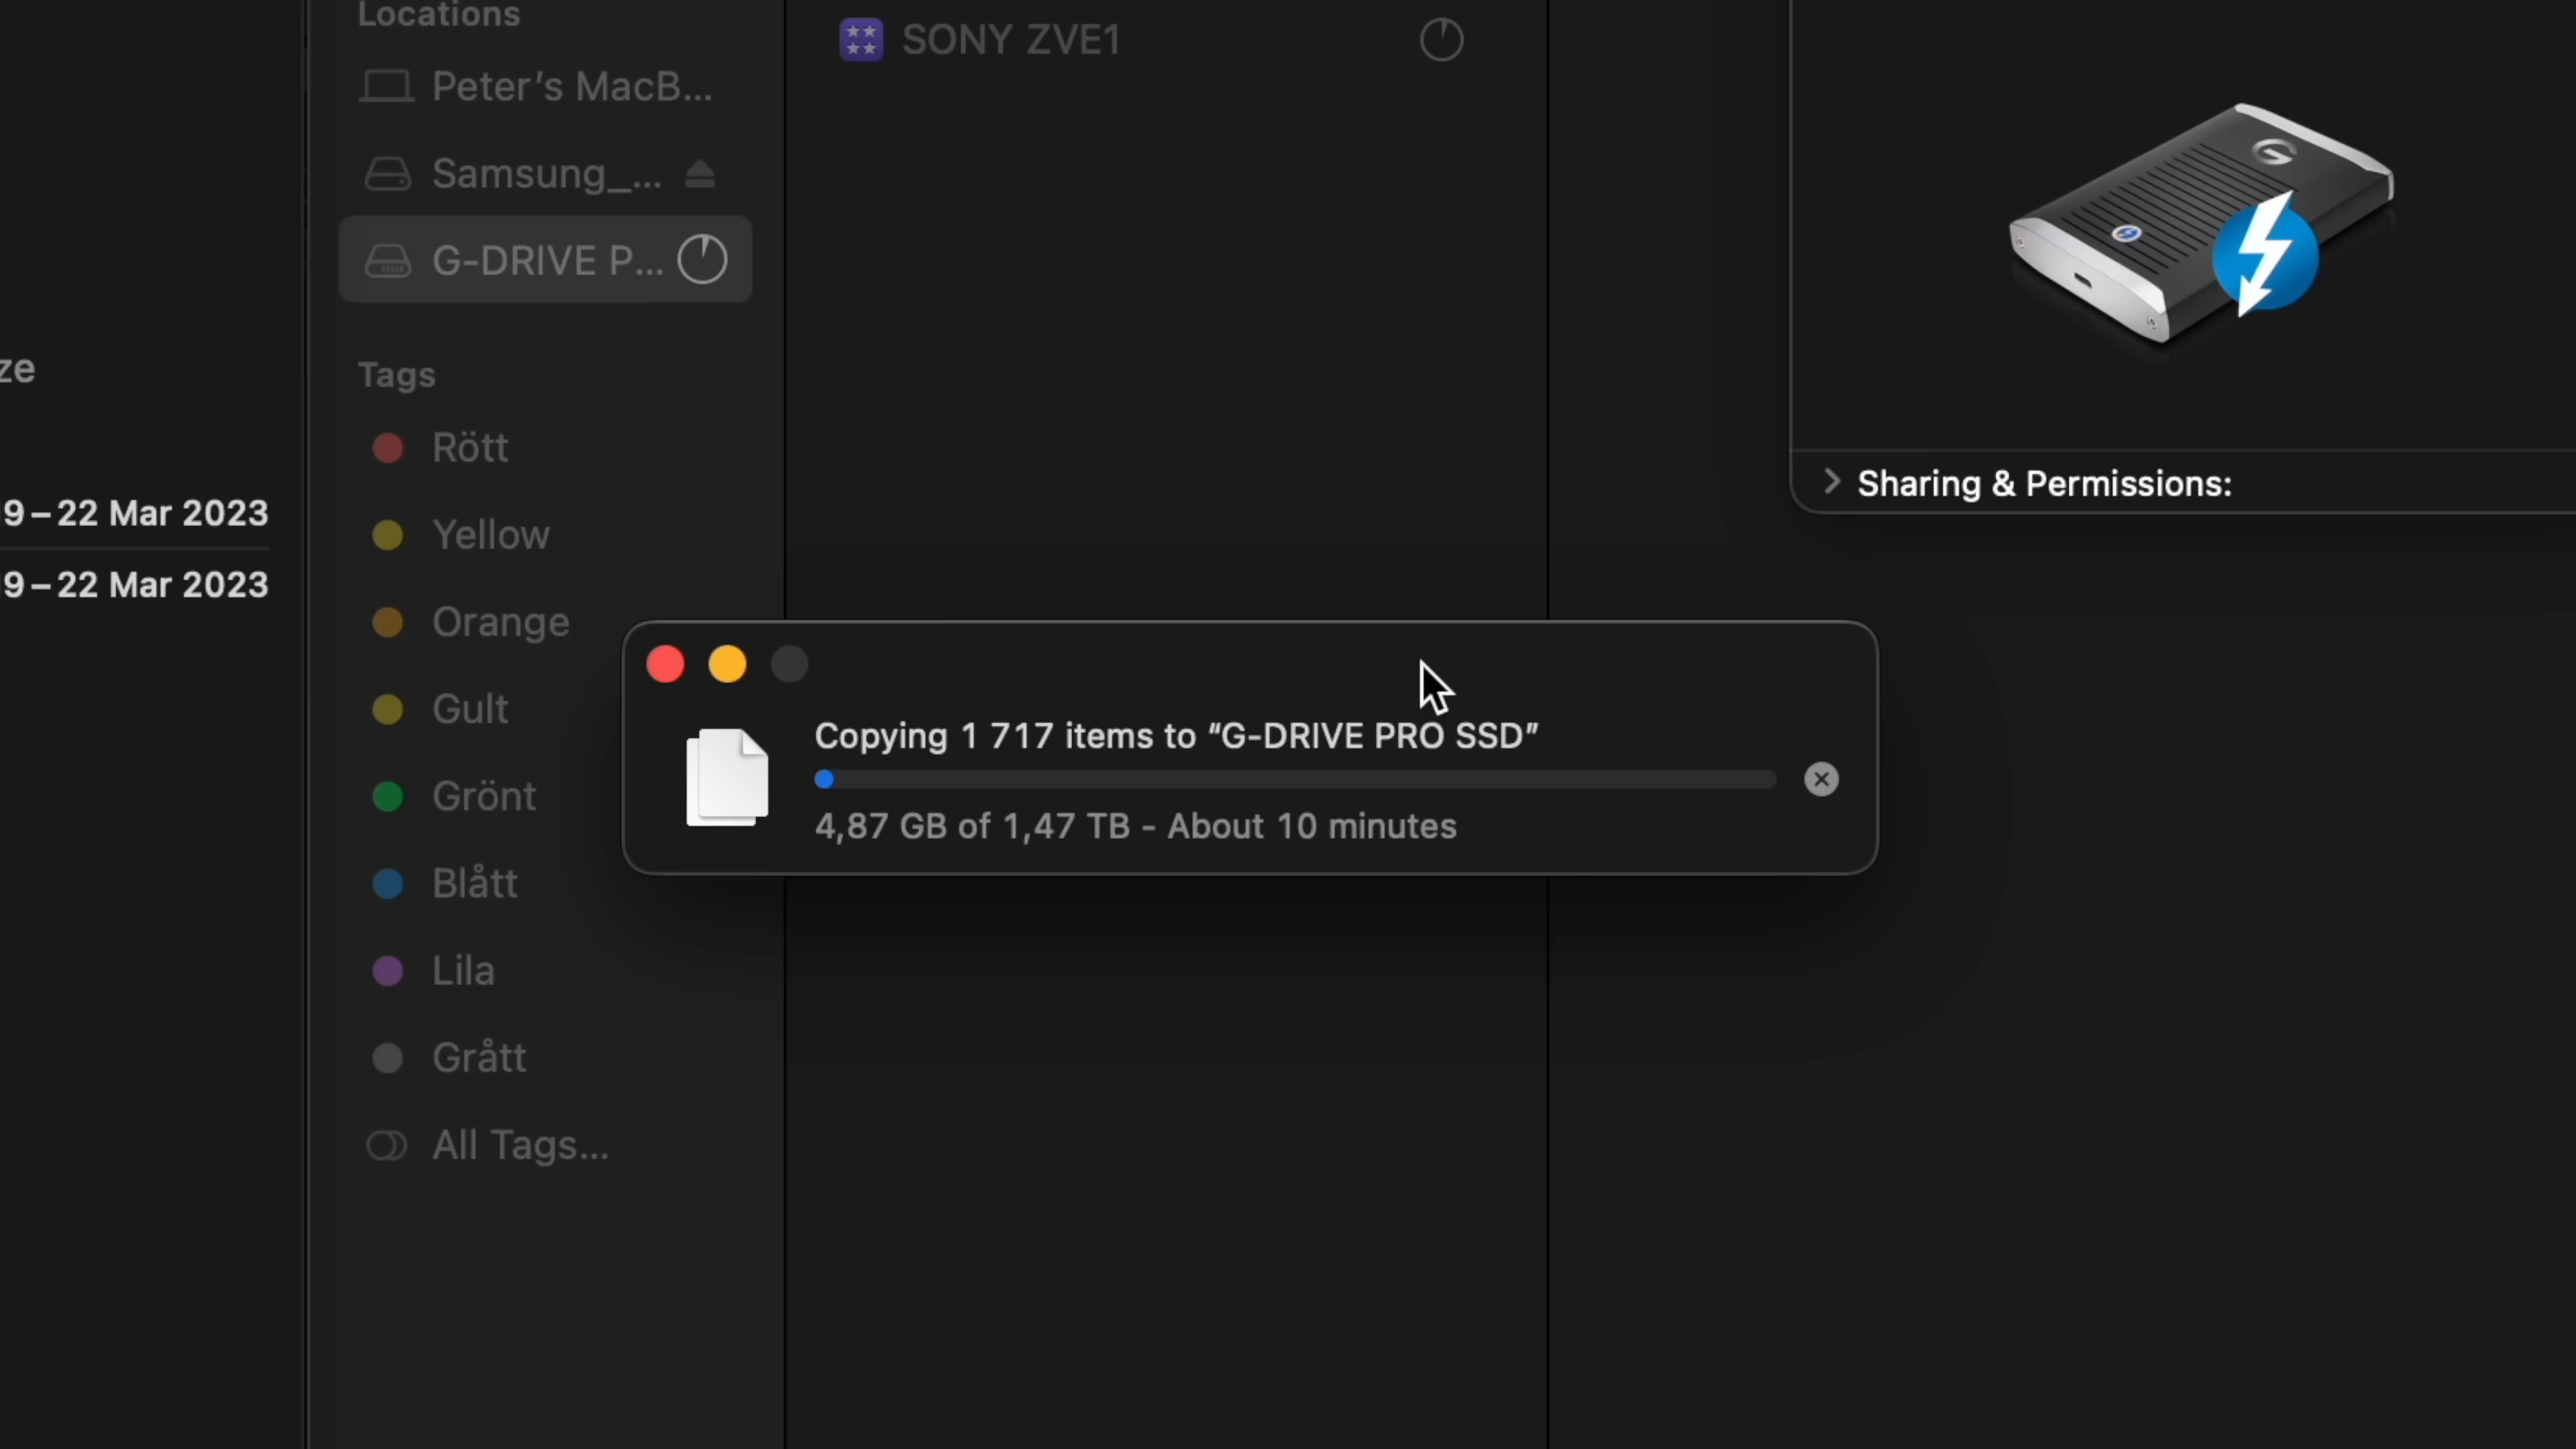 Locations
Peter’s MacB...
Samsung_...
G-DRIVE P...
Tags
Rött
Yellow
Orange
Gult
Grönt
Blått
Lila
Grått
All Tags...
ze
9 – 22 Mar 2023
9 – 22 Mar 2023
SONY ZVE1
G
Sharing & Permissions:
Copying 1 717 items to “G-DRIVE PRO SSD”
4,87 GB of 1,47 TB - About 10 minutes